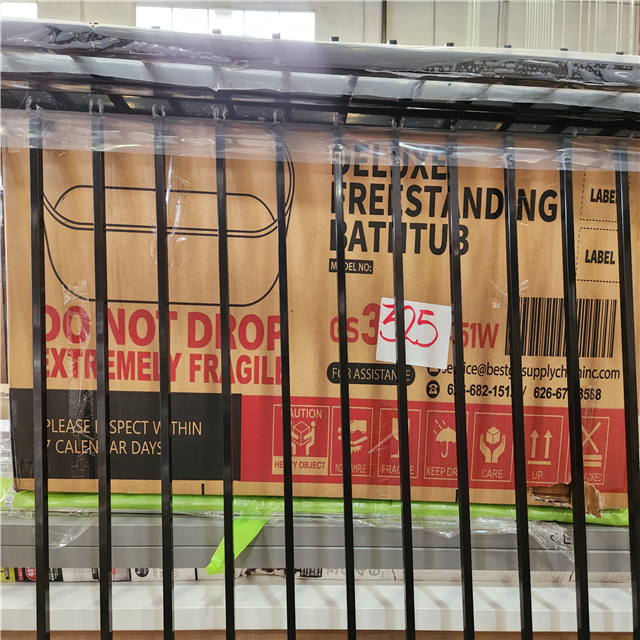 DELUXE
FREESTANDING
BATHTUB
MODEL NO:
LABEL
LABEL
325
DO NOT DROP
EXTREMELY FRAGILE
FOR ASSISTANCE
PLEASE INSPECT WITHIN
7 CALENDAR DAYS
CAUTION
HEAVY OBJECT
FRAGILE
KEEP DRY
CARE
UP